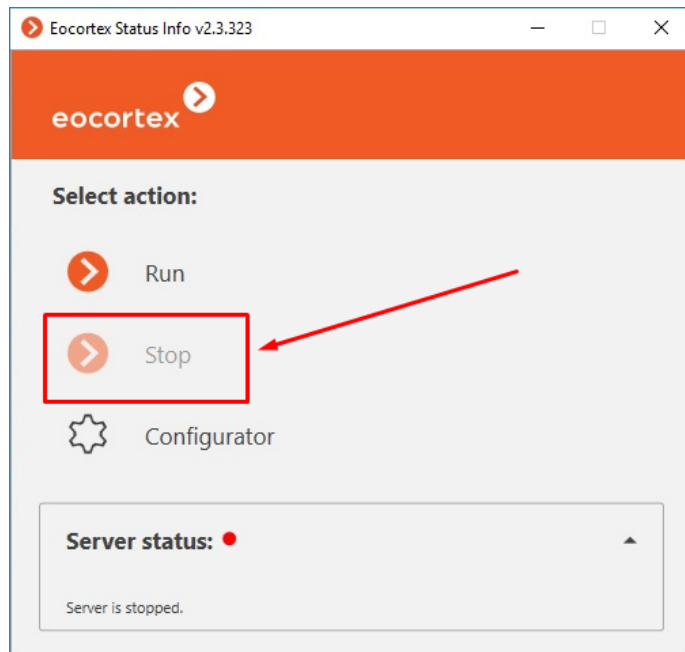 Eocortex Status Info v2.3.323
eocortex
Select action:
Run
Stop
Configurator
Server status:
Server is stopped.